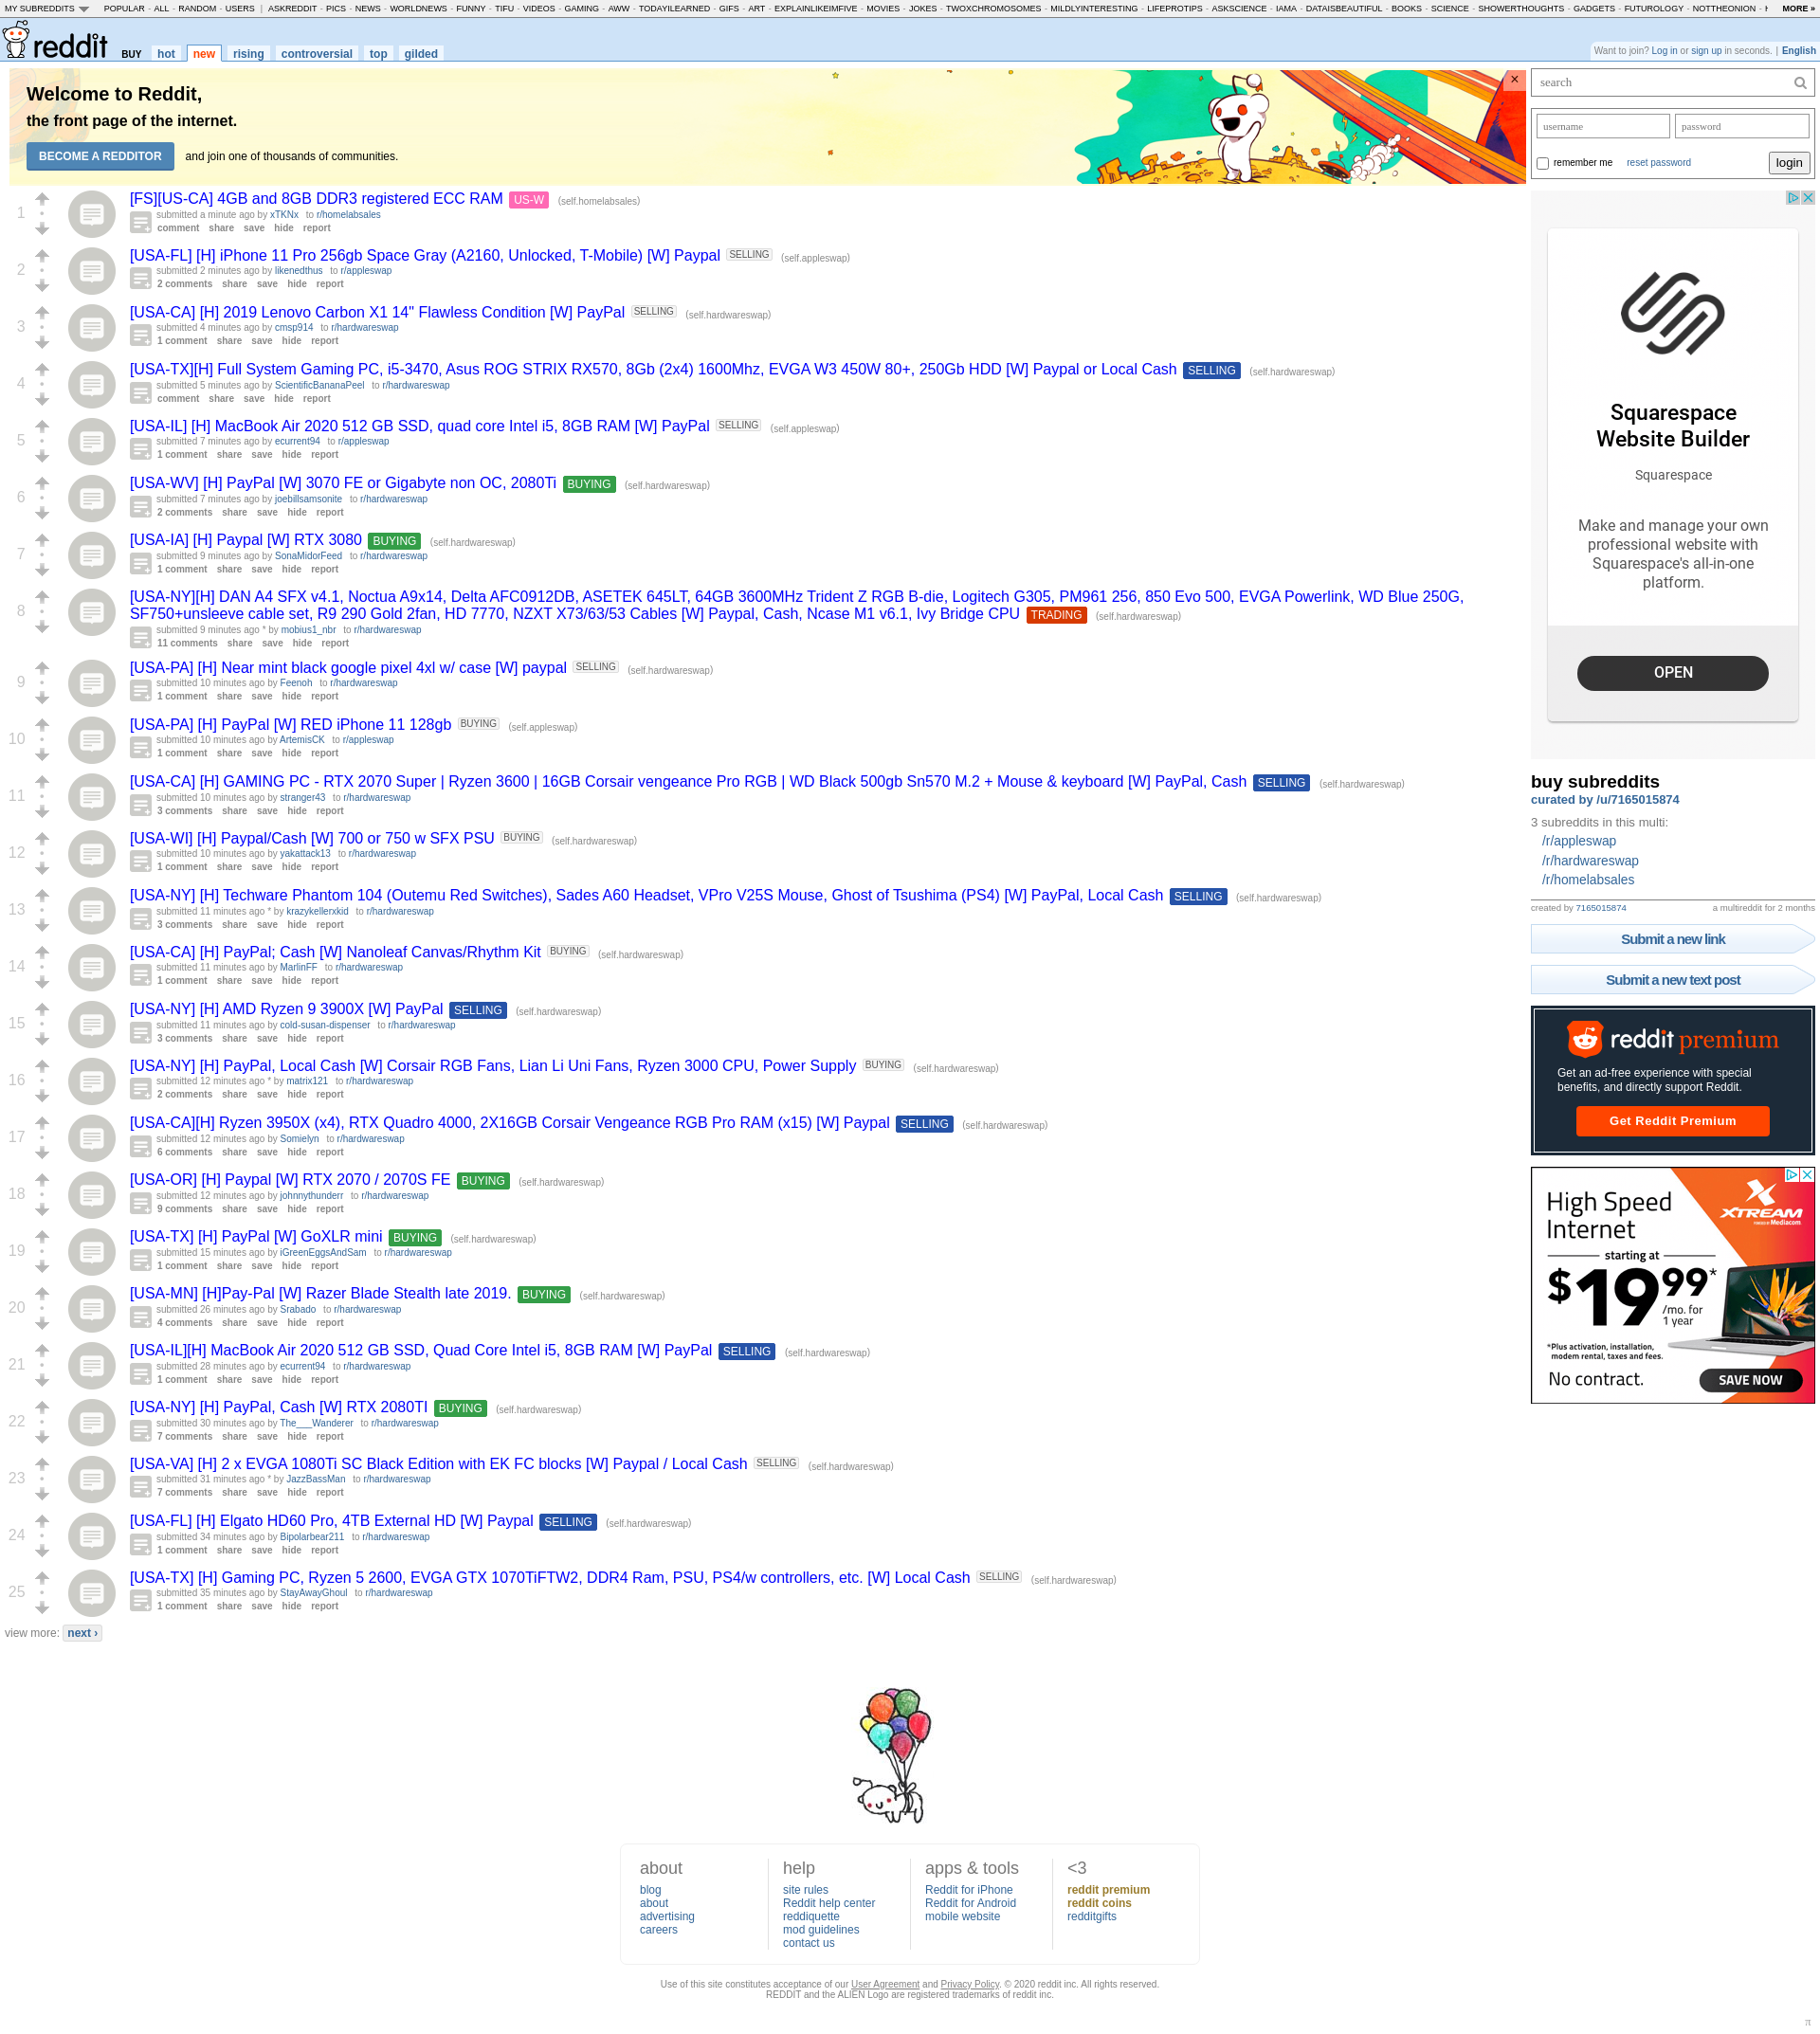 MY SUBREDDITS POPULAR - ALL - RANDOM - USERS | ASKREDDIT - PICS - NEWS - WORLDNEWS - FUNNY - TIFU - VIDEOS - GAMING - AWW - TODAYILEARNED - GIFS - ART - EXPLAINLIKEIMFIVE - MOVIES - JOKES - TWOXCHROMOSOMES - MILDLYINTERESTING - LIFEPROTIPS - ASKSCIENCE - IAMA - DATAISBEAUTIFUL - BOOKS - SCIENCE - SHOWERTHOUGHTS - GADGETS - FUTUROLOGY - NOTTHEONION - MORE »
reddit BUY hot new rising controversial top gilded
Want to join? Log in or sign up in seconds. | English
Welcome to Reddit,
the front page of the internet.
BECOME A REDDITOR and join one of thousands of communities.
×
1
[FS][US-CA] 4GB and 8GB DDR3 registered ECC RAM US-W (self.homelabsales)
submitted a minute ago by xTKNx to r/homelabsales
comment share save hide report
2
[USA-FL] [H] iPhone 11 Pro 256gb Space Gray (A2160, Unlocked, T-Mobile) [W] Paypal SELLING (self.appleswap)
submitted 2 minutes ago by likenedthus to r/appleswap
2 comments share save hide report
3
[USA-CA] [H] 2019 Lenovo Carbon X1 14" Flawless Condition [W] PayPal SELLING (self.hardwareswap)
submitted 4 minutes ago by cmsp914 to r/hardwareswap
1 comment share save hide report
4
[USA-TX][H] Full System Gaming PC, i5-3470, Asus ROG STRIX RX570, 8Gb (2x4) 1600Mhz, EVGA W3 450W 80+, 250Gb HDD [W] Paypal or Local Cash SELLING (self.hardwareswap)
submitted 5 minutes ago by ScientificBananaPeel to r/hardwareswap
comment share save hide report
5
[USA-IL] [H] MacBook Air 2020 512 GB SSD, quad core Intel i5, 8GB RAM [W] PayPal SELLING (self.appleswap)
submitted 7 minutes ago by ecurrent94 to r/appleswap
1 comment share save hide report
6
[USA-WV] [H] PayPal [W] 3070 FE or Gigabyte non OC, 2080Ti BUYING (self.hardwareswap)
submitted 7 minutes ago by joebillsamsonite to r/hardwareswap
2 comments share save hide report
7
[USA-IA] [H] Paypal [W] RTX 3080 BUYING (self.hardwareswap)
submitted 9 minutes ago by SonaMidorFeed to r/hardwareswap
1 comment share save hide report
8
[USA-NY][H] DAN A4 SFX v4.1, Noctua A9x14, Delta AFC0912DB, ASETEK 645LT, 64GB 3600MHz Trident Z RGB B-die, Logitech G305, PM961 256, 850 Evo 500, EVGA Powerlink, WD Blue 250G,
SF750+unsleeve cable set, R9 290 Gold 2fan, HD 7770, NZXT X73/63/53 Cables [W] Paypal, Cash, Ncase M1 v6.1, Ivy Bridge CPU TRADING (self.hardwareswap)
submitted 9 minutes ago * by mobius1_nbr to r/hardwareswap
11 comments share save hide report
9
[USA-PA] [H] Near mint black google pixel 4xl w/ case [W] paypal SELLING (self.hardwareswap)
submitted 10 minutes ago by Feenoh to r/hardwareswap
1 comment share save hide report
10
[USA-PA] [H] PayPal [W] RED iPhone 11 128gb BUYING (self.appleswap)
submitted 10 minutes ago by ArtemisCK to r/appleswap
1 comment share save hide report
11
[USA-CA] [H] GAMING PC - RTX 2070 Super | Ryzen 3600 | 16GB Corsair vengeance Pro RGB | WD Black 500gb Sn570 M.2 + Mouse & keyboard [W] PayPal, Cash SELLING (self.hardwareswap)
submitted 10 minutes ago by stranger43 to r/hardwareswap
3 comments share save hide report
12
[USA-WI] [H] Paypal/Cash [W] 700 or 750 w SFX PSU BUYING (self.hardwareswap)
submitted 10 minutes ago by yakattack13 to r/hardwareswap
1 comment share save hide report
13
[USA-NY] [H] Techware Phantom 104 (Outemu Red Switches), Sades A60 Headset, VPro V25S Mouse, Ghost of Tsushima (PS4) [W] PayPal, Local Cash SELLING (self.hardwareswap)
submitted 11 minutes ago * by krazykellerxkid to r/hardwareswap
3 comments share save hide report
14
[USA-CA] [H] PayPal; Cash [W] Nanoleaf Canvas/Rhythm Kit BUYING (self.hardwareswap)
submitted 11 minutes ago by MarlinFF to r/hardwareswap
1 comment share save hide report
15
[USA-NY] [H] AMD Ryzen 9 3900X [W] PayPal SELLING (self.hardwareswap)
submitted 11 minutes ago by cold-susan-dispenser to r/hardwareswap
3 comments share save hide report
16
[USA-NY] [H] PayPal, Local Cash [W] Corsair RGB Fans, Lian Li Uni Fans, Ryzen 3000 CPU, Power Supply BUYING (self.hardwareswap)
submitted 12 minutes ago * by matrix121 to r/hardwareswap
2 comments share save hide report
17
[USA-CA][H] Ryzen 3950X (x4), RTX Quadro 4000, 2X16GB Corsair Vengeance RGB Pro RAM (x15) [W] Paypal SELLING (self.hardwareswap)
submitted 12 minutes ago by Somielyn to r/hardwareswap
6 comments share save hide report
18
[USA-OR] [H] Paypal [W] RTX 2070 / 2070S FE BUYING (self.hardwareswap)
submitted 12 minutes ago by johnnythunderr to r/hardwareswap
9 comments share save hide report
19
[USA-TX] [H] PayPal [W] GoXLR mini BUYING (self.hardwareswap)
submitted 15 minutes ago by iGreenEggsAndSam to r/hardwareswap
1 comment share save hide report
20
[USA-MN] [H]Pay-Pal [W] Razer Blade Stealth late 2019. BUYING (self.hardwareswap)
submitted 26 minutes ago by Srabado to r/hardwareswap
4 comments share save hide report
21
[USA-IL][H] MacBook Air 2020 512 GB SSD, Quad Core Intel i5, 8GB RAM [W] PayPal SELLING (self.hardwareswap)
submitted 28 minutes ago by ecurrent94 to r/hardwareswap
1 comment share save hide report
22
[USA-NY] [H] PayPal, Cash [W] RTX 2080TI BUYING (self.hardwareswap)
submitted 30 minutes ago by The___Wanderer to r/hardwareswap
7 comments share save hide report
23
[USA-VA] [H] 2 x EVGA 1080Ti SC Black Edition with EK FC blocks [W] Paypal / Local Cash SELLING (self.hardwareswap)
submitted 31 minutes ago * by JazzBassMan to r/hardwareswap
7 comments share save hide report
24
[USA-FL] [H] Elgato HD60 Pro, 4TB External HD [W] Paypal SELLING (self.hardwareswap)
submitted 34 minutes ago by Bipolarbear211 to r/hardwareswap
1 comment share save hide report
25
[USA-TX] [H] Gaming PC, Ryzen 5 2600, EVGA GTX 1070TiFTW2, DDR4 Ram, PSU, PS4/w controllers, etc. [W] Local Cash SELLING (self.hardwareswap)
submitted 35 minutes ago by StayAwayGhoul to r/hardwareswap
1 comment share save hide report
view more: next ›
search
username password
remember me reset password login
Squarespace
Website Builder
Squarespace
Make and manage your own
professional website with
Squarespace's all-in-one
platform.
OPEN
buy subreddits
curated by /u/7165015874
3 subreddits in this multi:
/r/appleswap
/r/hardwareswap
/r/homelabsales
created by 7165015874 a multireddit for 2 months
Submit a new link
Submit a new text post
reddit premium
Get an ad-free experience with special
benefits, and directly support Reddit.
Get Reddit Premium
High Speed
Internet
XTREAM
POWERED BY Mediacom
starting at
$19 99*
/mo. for
1 year
*Plus activation, installation,
modem rental, taxes and fees.
No contract.
SAVE NOW
about
blog
about
advertising
careers
help
site rules
Reddit help center
reddiquette
mod guidelines
contact us
apps & tools
Reddit for iPhone
Reddit for Android
mobile website
<3
reddit premium
reddit coins
redditgifts
Use of this site constitutes acceptance of our User Agreement and Privacy Policy. © 2020 reddit inc. All rights reserved.
REDDIT and the ALIEN Logo are registered trademarks of reddit inc.
π